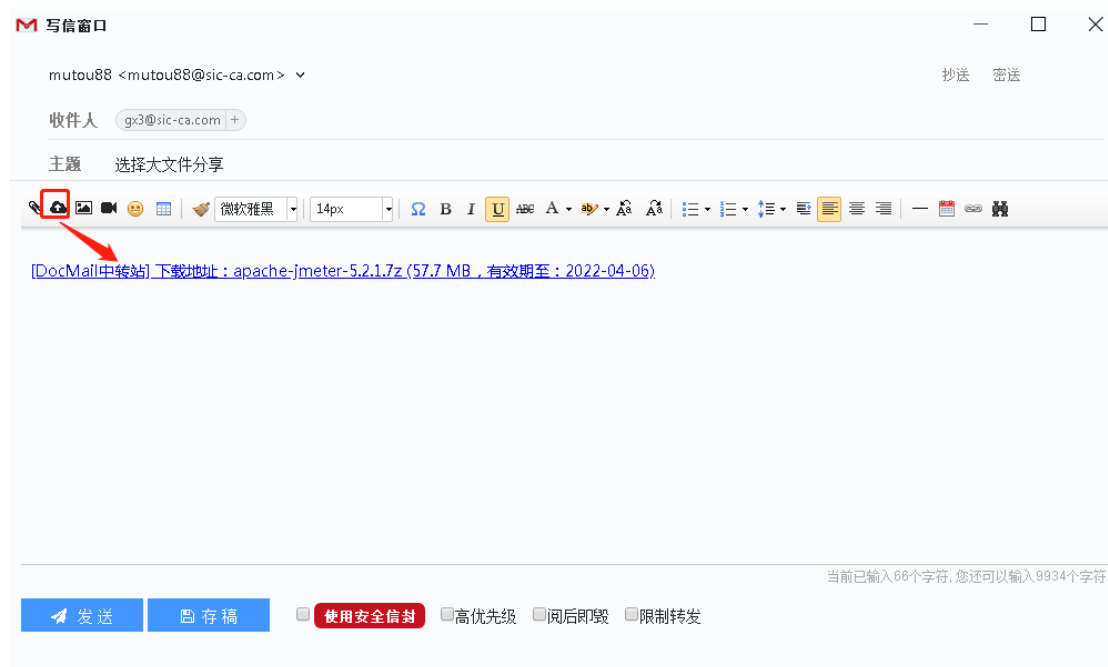 写信窗口
mutou88 <mutou88@sic-ca.com>
抄送 密送
收件人 gx3@sic-ca.com +
主题 选择大文件分享
微软雅黑 14px Ω B I U ABC A ab Aa Aa
[DocMail中转站] 下载地址：apache-jmeter-5.2.1.7z (57.7 MB，有效期至：2022-04-06)
当前已输入66个字符, 您还可以输入9934个字符
发送 存稿 使用安全信封 高优先级 阅后即毁 限制转发